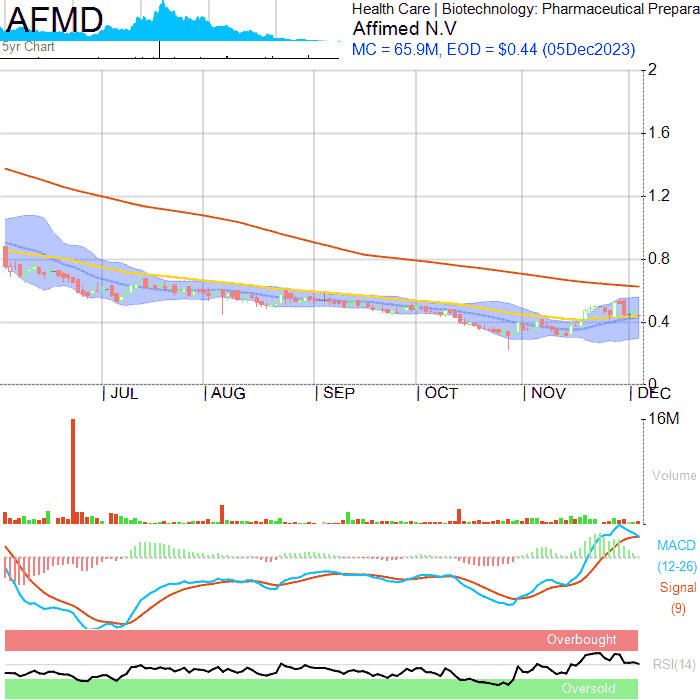 AFMD
5yr Chart
Health Care | Biotechnology: Pharmaceutical Prepara
Affimed N.V
MC = 65.9M, EOD = $0.44 (05Dec2023)
2
1.6
1.2
0.8
0.4
0
JUL
AUG
SEP
OCT
NOV
DEC
16M
Volume
MACD
(12-26)
Signal
(9)
Overbought
RSI(14)
Oversold